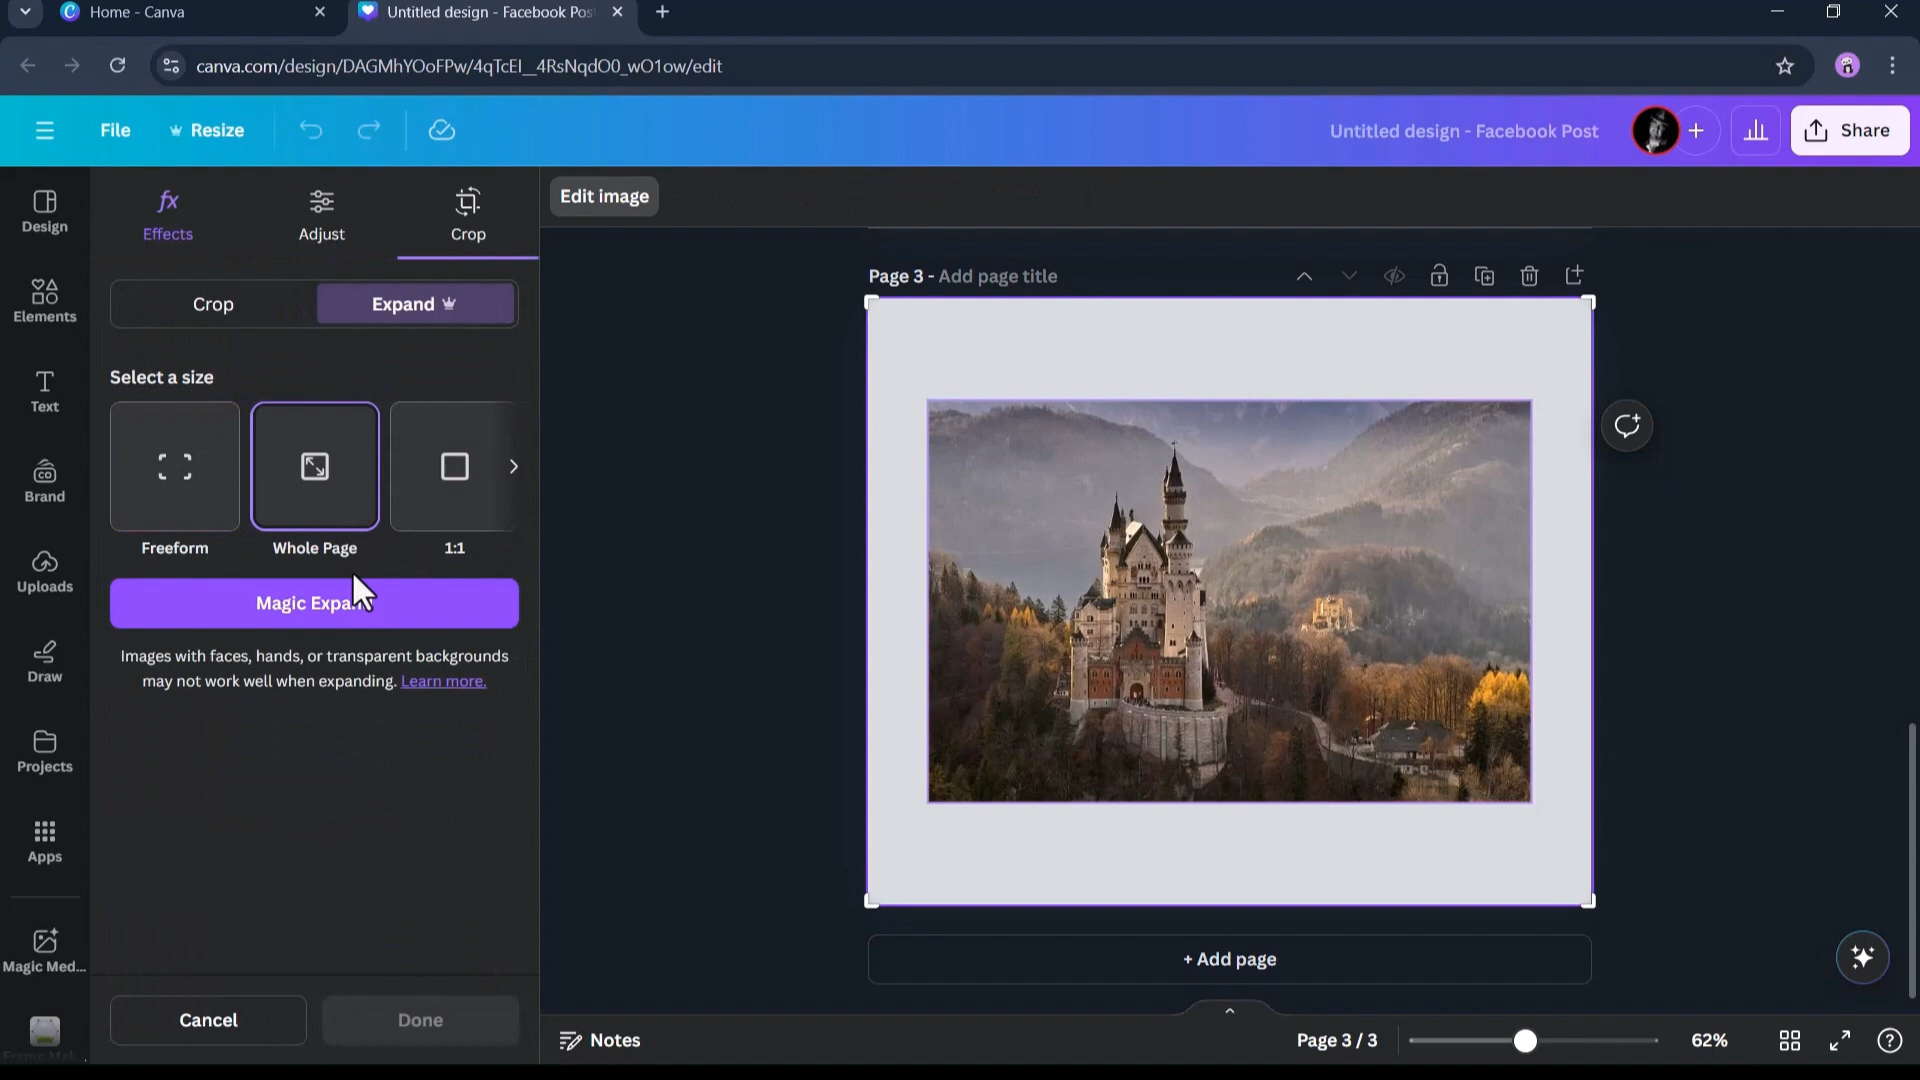 Home - Canva
Untitled design - Facebook Pos
canva.com/design/DAGMhYOoFPw/4qTcEl__4RsNqdO0_wO1ow/edit
File
Resize
Untitled design - Facebook Post
Share
Design
Elements
Text
Brand
Uploads
Draw
Projects
Apps
Magic Med...
Effects
Adjust
Crop
Crop
Expand
Select a size
Freeform
Whole Page
1:1
Magic Expan
Images with faces, hands, or transparent backgrounds
may not work well when expanding. Learn more.
Cancel
Done
Edit image
Page 3 - Add page title
+ Add page
Notes
Page 3 / 3
62%